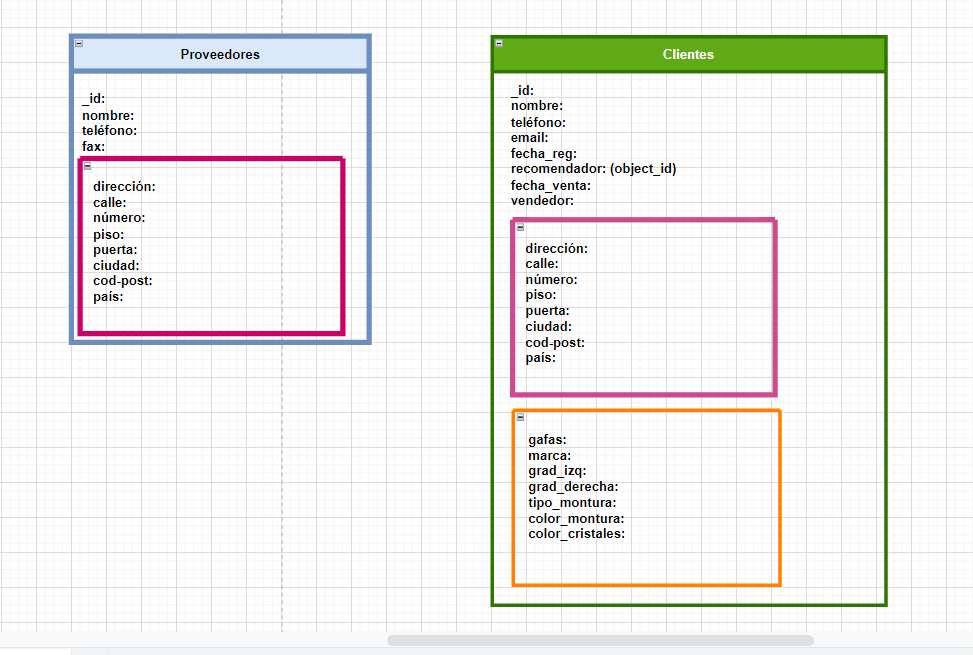 Proveedores
_id:
nombre:
teléfono:
fax:
dirección:
calle:
número:
piso:
puerta:
ciudad:
cod-post:
país:
Clientes
_id:
nombre:
teléfono:
email:
fecha_reg:
recomendador: (object_id)
fecha_venta:
vendedor:
dirección:
calle:
número:
piso:
puerta:
ciudad:
cod-post:
país:
gafas:
marca:
grad_izq:
grad_derecha:
tipo_montura:
color_montura:
color_cristales: